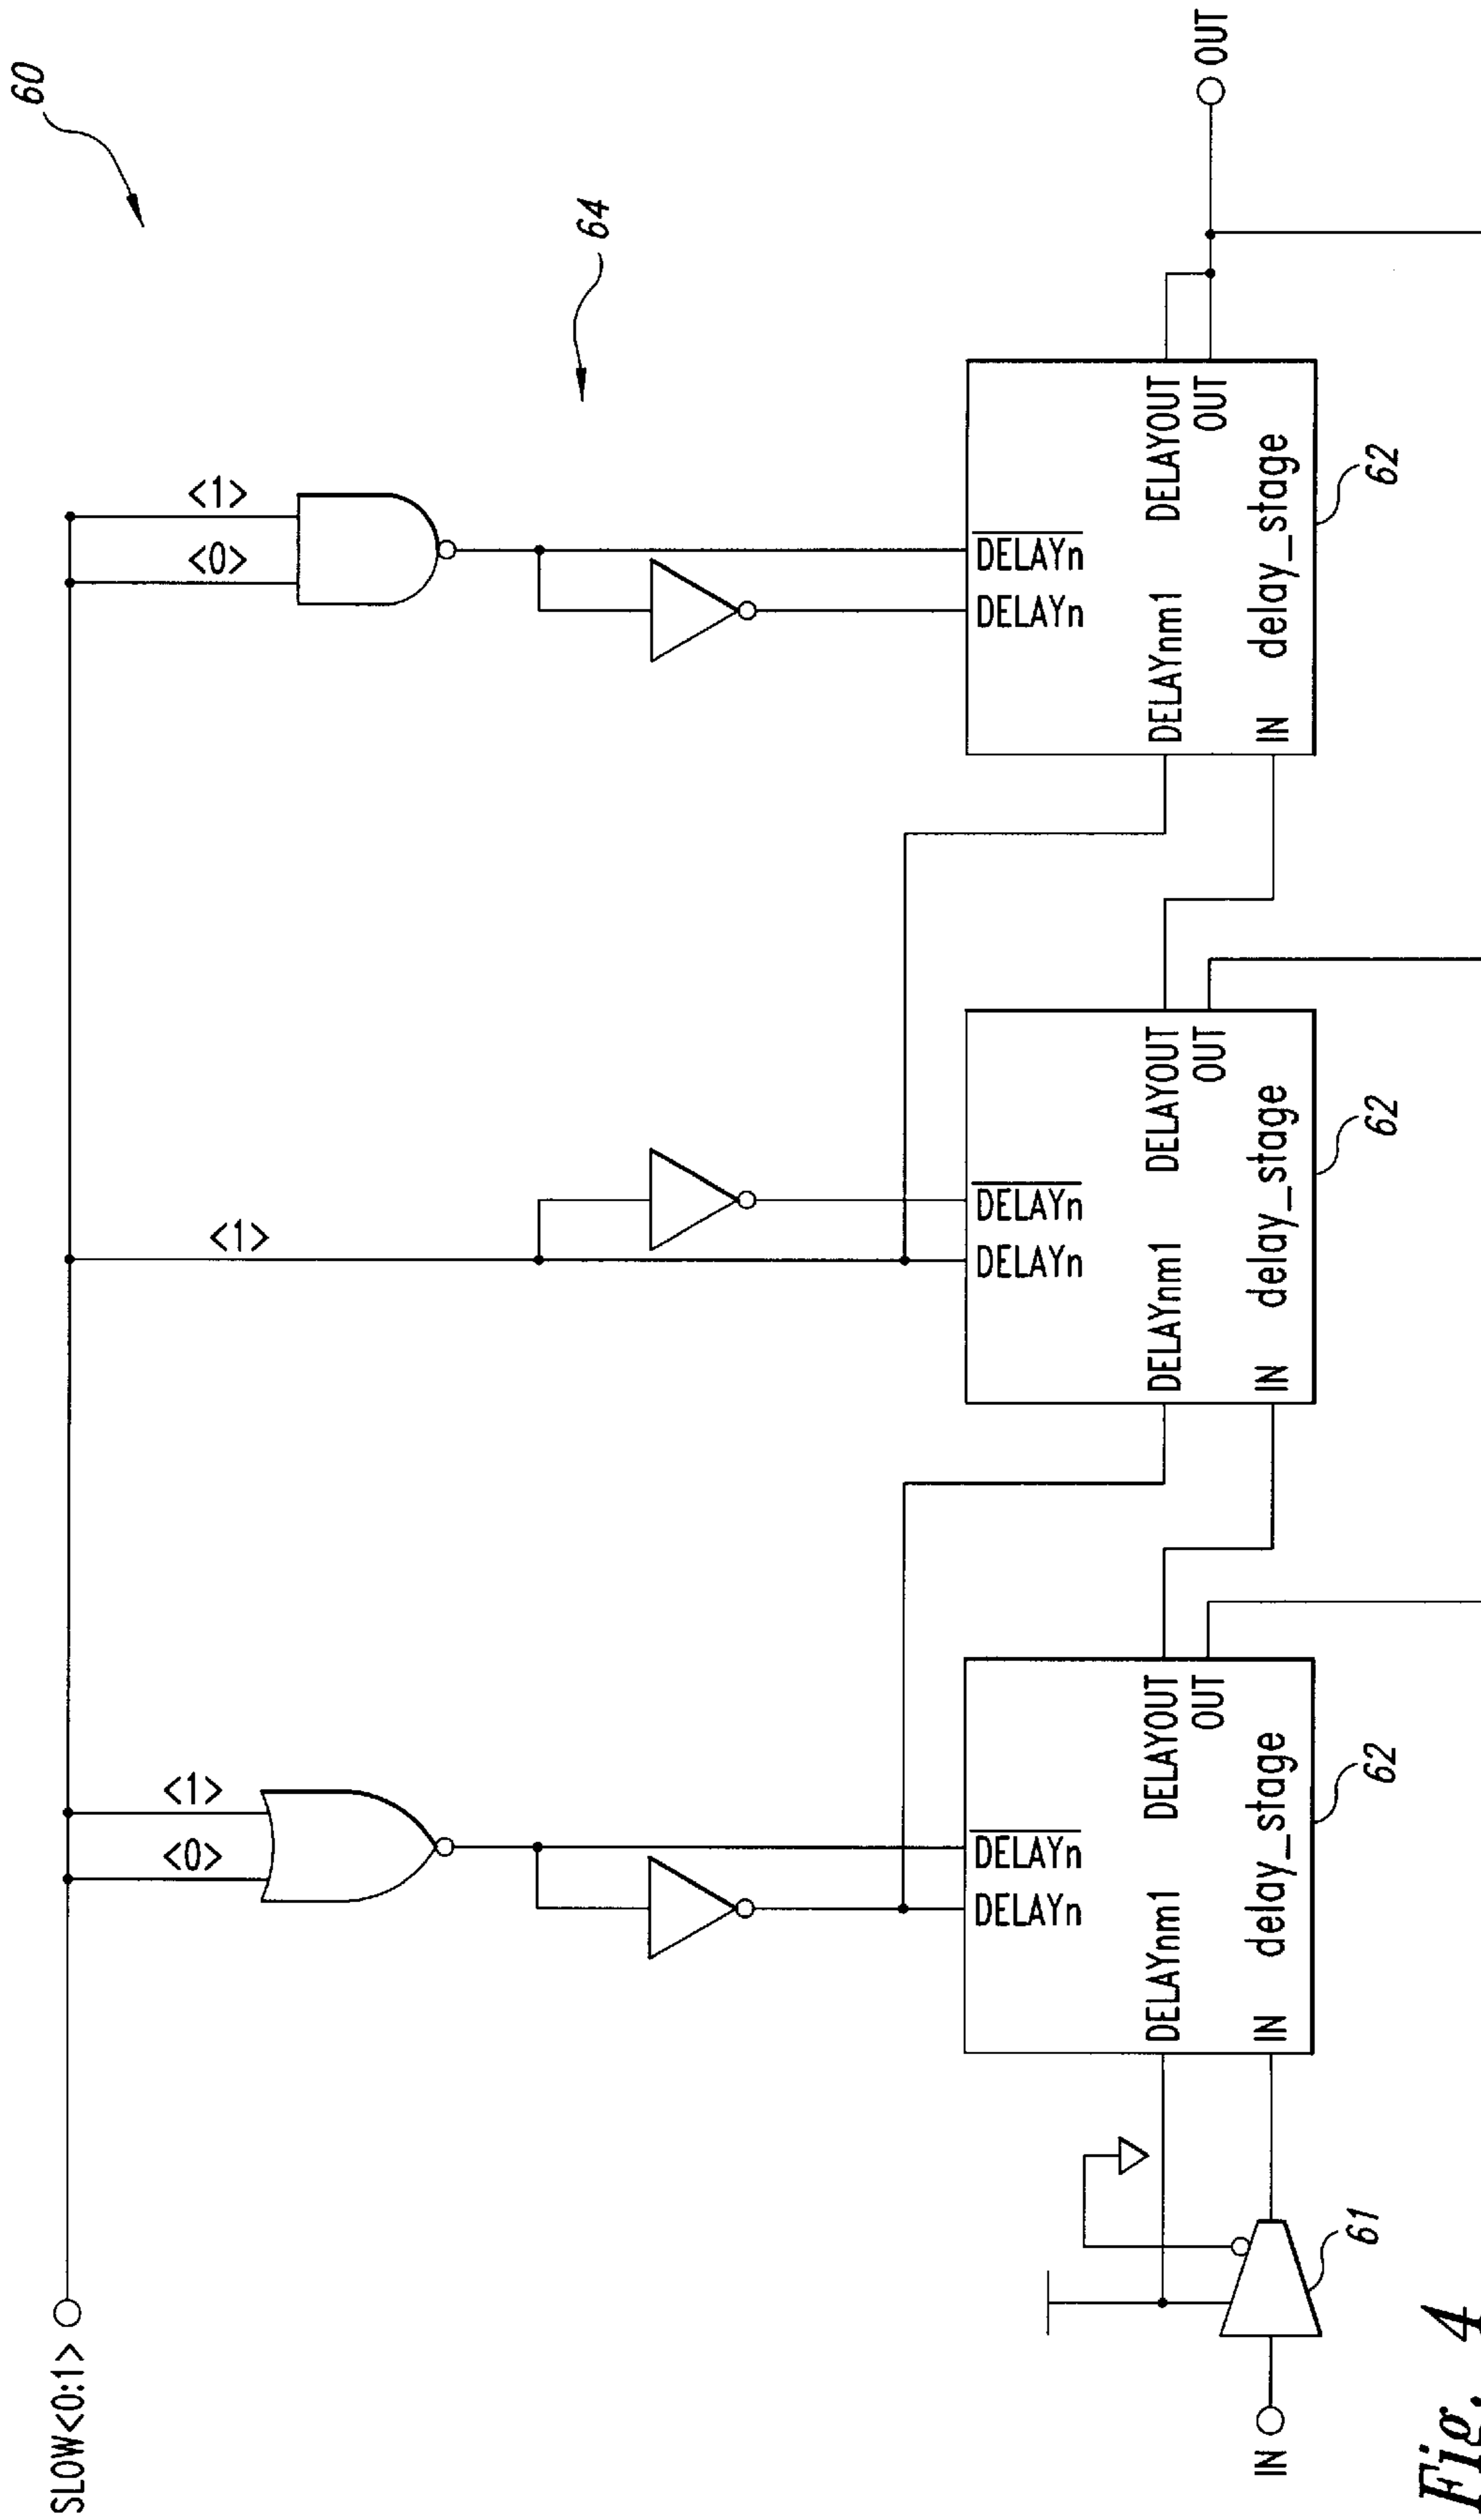 60
SLOW<0:1>
<0>
<1>
<1>
<0>
<1>
64
DELAYn
DELAYn
DELAYn
DELAYn
DELAYn
DELAYn
DELAYnm1
DELAYOUT
DELAYnm1
DELAYOUT
DELAYnm1
DELAYOUT
OUT
OUT
OUT
OUT
IN
IN
delay_stage
IN
delay_stage
IN
delay_stage
61
62
62
62
Fig. 4